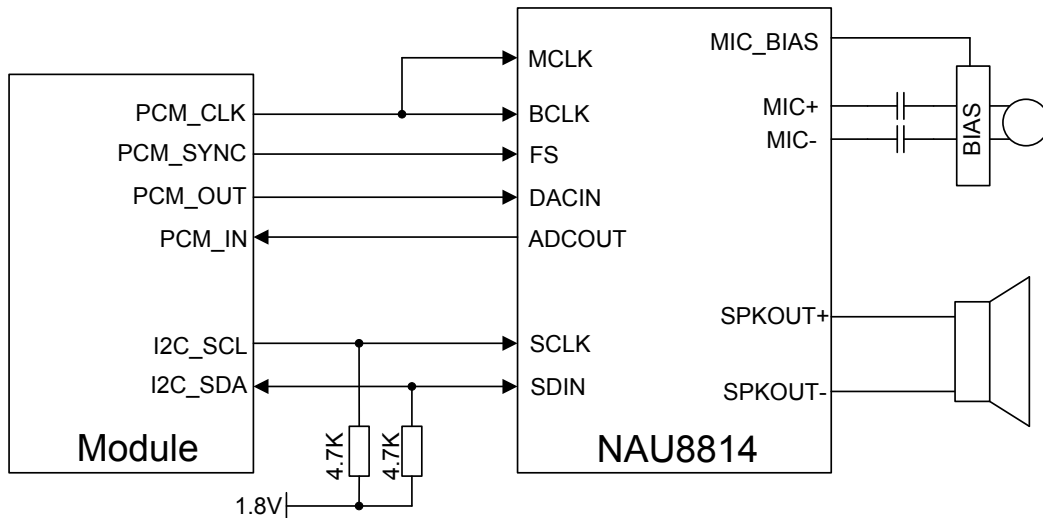 PCM_CLK
PCM_SYNC
PCM_OUT
PCM_IN
I2C_SCL
I2C_SDA
Module
4.7K
4.7K
1.8V
MCLK
BCLK
FS
DACIN
ADCOUT
SCLK
SDIN
MIC_BIAS
MIC+
MIC-
SPKOUT+
SPKOUT-
NAU8814
BIAS